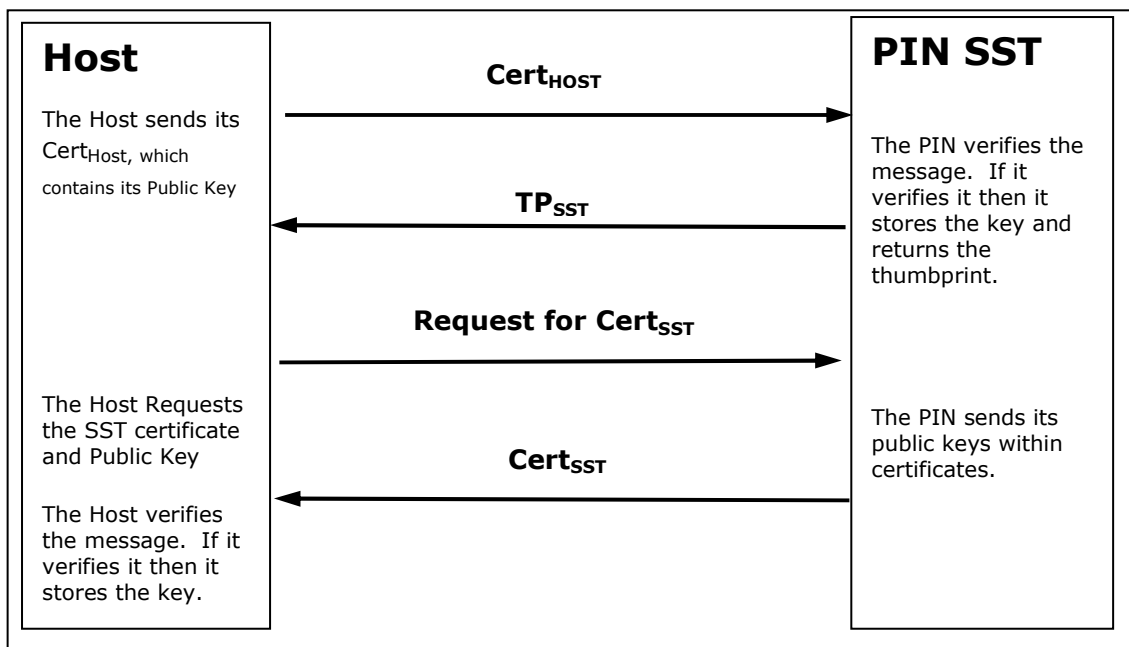 Host
The Host sends its
CertHost, which
contains its Public Key
CertHOST
PIN SST
The PIN verifies the
message. If it
verifies it then it
stores the key and
returns the
thumbprint.
TPSST
Request for CertSST
The Host Requests
the SST certificate
and Public Key
The PIN sends its
public keys within
certificates.
CertSST
The Host verifies
the message. If it
verifies it then it
stores the key.